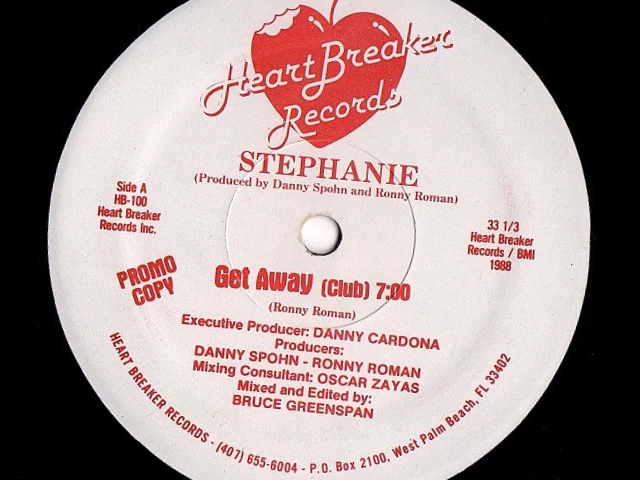 Heart Breaker
Records
STEPHANIE
(Produced by Danny Spohn and Ronny Roman)
Side A
HB-100
Heart Breaker
Records Inc.
33 1/3
Heart Breaker
Records / BMI
1988
PROMO
COPY
Get Away (Club) 7:00
(Ronny Roman)
Executive Producer: DANNY CARDONA
Producers:
DANNY SPOHN - RONNY ROMAN
Mixing Consultant: OSCAR ZAYAS
Mixed and Edited by:
BRUCE GREENSPAN
HEART BREAKER RECORDS - (407) 655-6004 - P.O. Box 2100, West Palm Beach, FL 33402